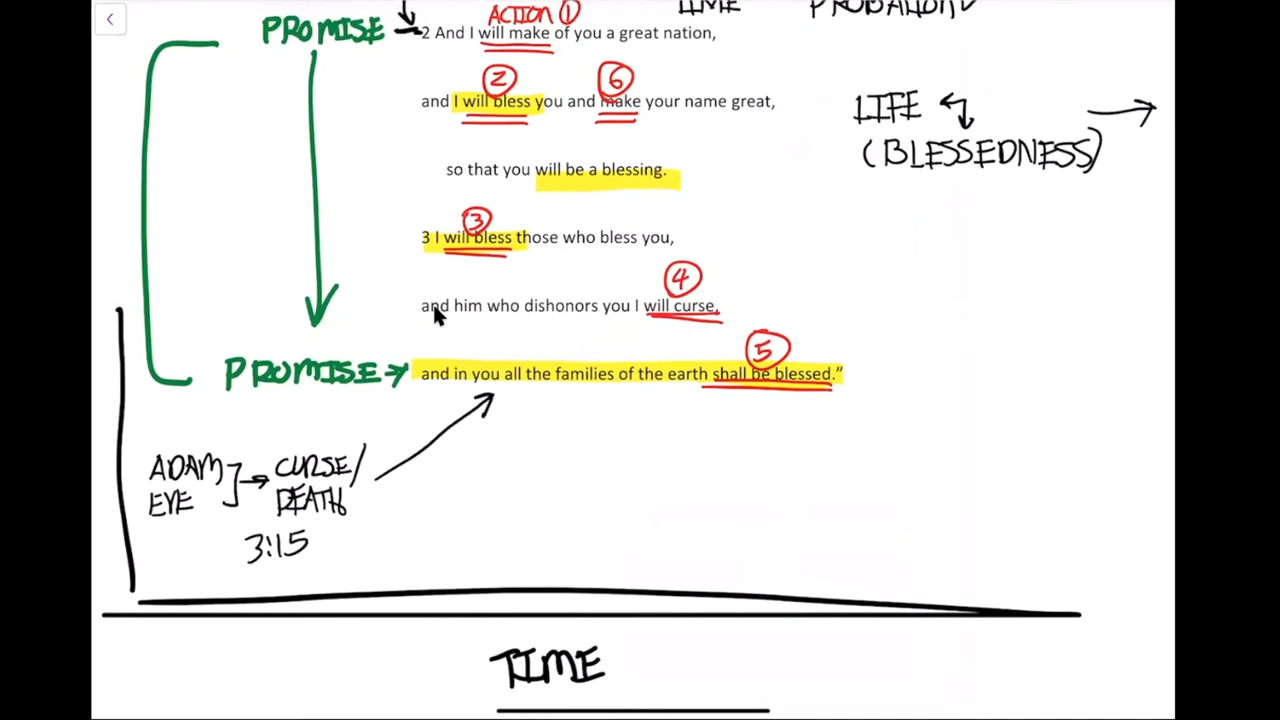 ACTION ①
TIME PROBATION
PROMISE
2 And I will make of you a great nation,
② ⑥
and I will bless you and make your name great,
LIFE
(BLESSEDNESS)
so that you will be a blessing.
③
3 I will bless those who bless you,
④
and him who dishonors you I will curse,
⑤
PROMISE
and in you all the families of the earth shall be blessed.”
ADAM CURSE/
EVE DEATH
3:15
TIME